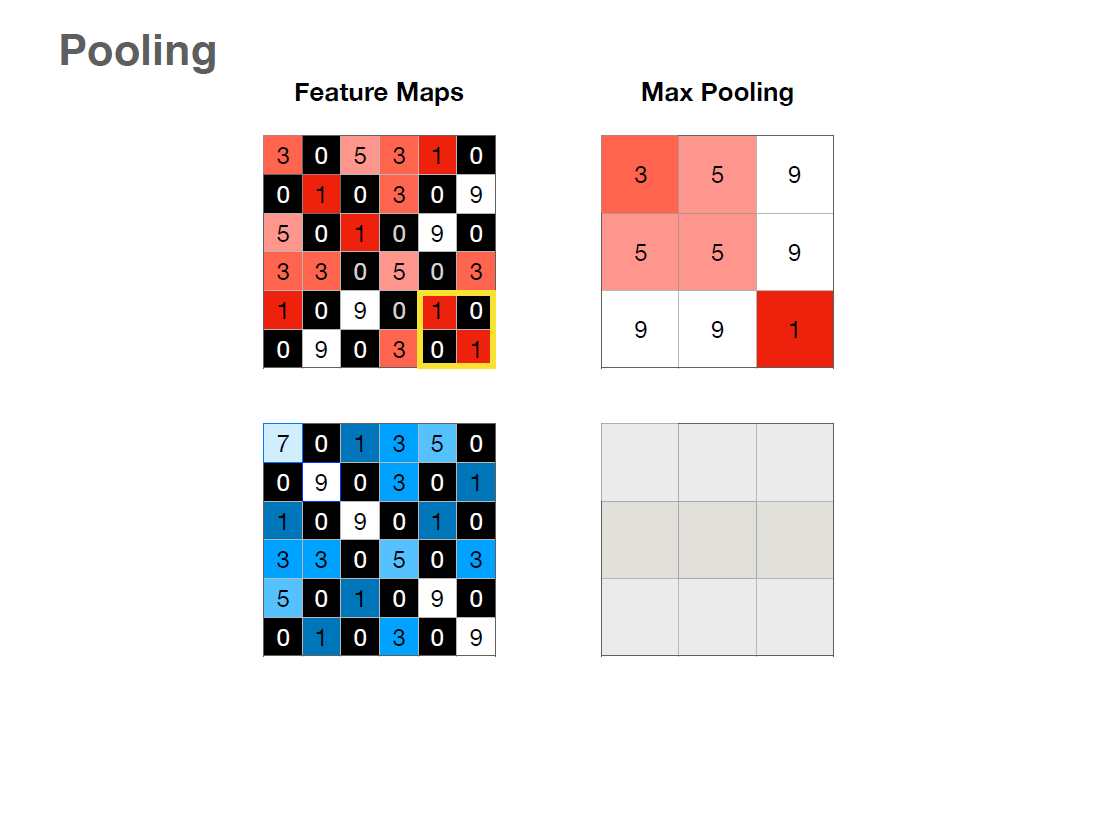 Pooling
Feature Maps
Max Pooling
3 0 5 3 1 0
0 1 0 3 0 9
5 0 1 0 9 0
3 3 0 5 0 3
1 0 9 0 1 0
0 9 0 3 0 1
3 5 9
5 5 9
9 9 1
7 0 1 3 5 0
0 9 0 3 0 1
1 0 9 0 1 0
3 3 0 5 0 3
5 0 1 0 9 0
0 1 0 3 0 9